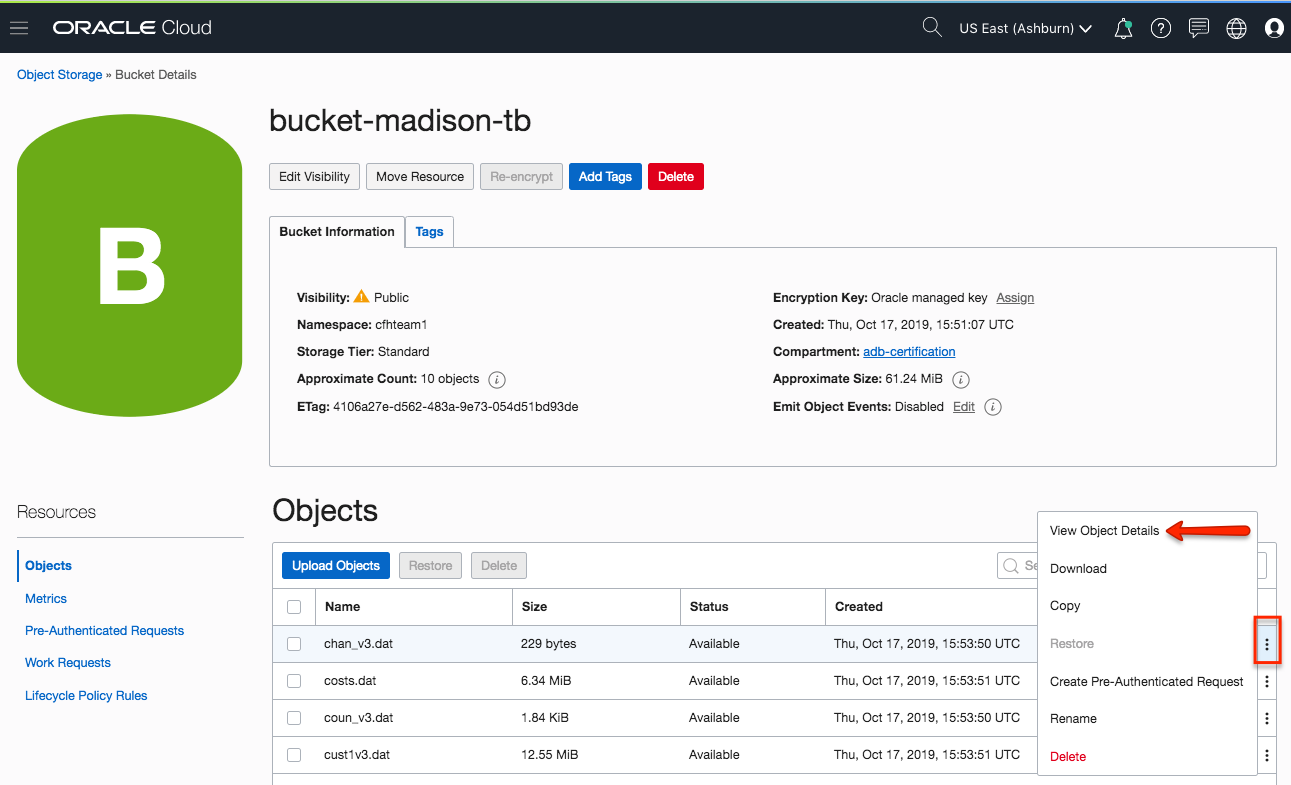 ORACLE Cloud US East (Ashburn)
Object Storage » Bucket Details
B
bucket-madison-tb
Edit Visibility Move Resource Re-encrypt Add Tags Delete
Bucket Information Tags
Visibility: Public Encryption Key: Oracle managed key Assign
Namespace: cfhteam1 Created: Thu, Oct 17, 2019, 15:51:07 UTC
Storage Tier: Standard Compartment: adb-certification
Approximate Count: 10 objects Approximate Size: 61.24 MiB
ETag: 4106a27e-d562-483a-9e73-054d51bd93de Emit Object Events: Disabled Edit
Resources
Objects
Metrics
Pre-Authenticated Requests
Work Requests
Lifecycle Policy Rules
Objects
Upload Objects Restore Delete
Name Size Status Created
chan_v3.dat 229 bytes Available Thu, Oct 17, 2019, 15:53:50 UTC
costs.dat 6.34 MiB Available Thu, Oct 17, 2019, 15:53:51 UTC
coun_v3.dat 1.84 KiB Available Thu, Oct 17, 2019, 15:53:50 UTC
cust1v3.dat 12.55 MiB Available Thu, Oct 17, 2019, 15:53:51 UTC
View Object Details
Download
Copy
Restore
Create Pre-Authenticated Request
Rename
Delete